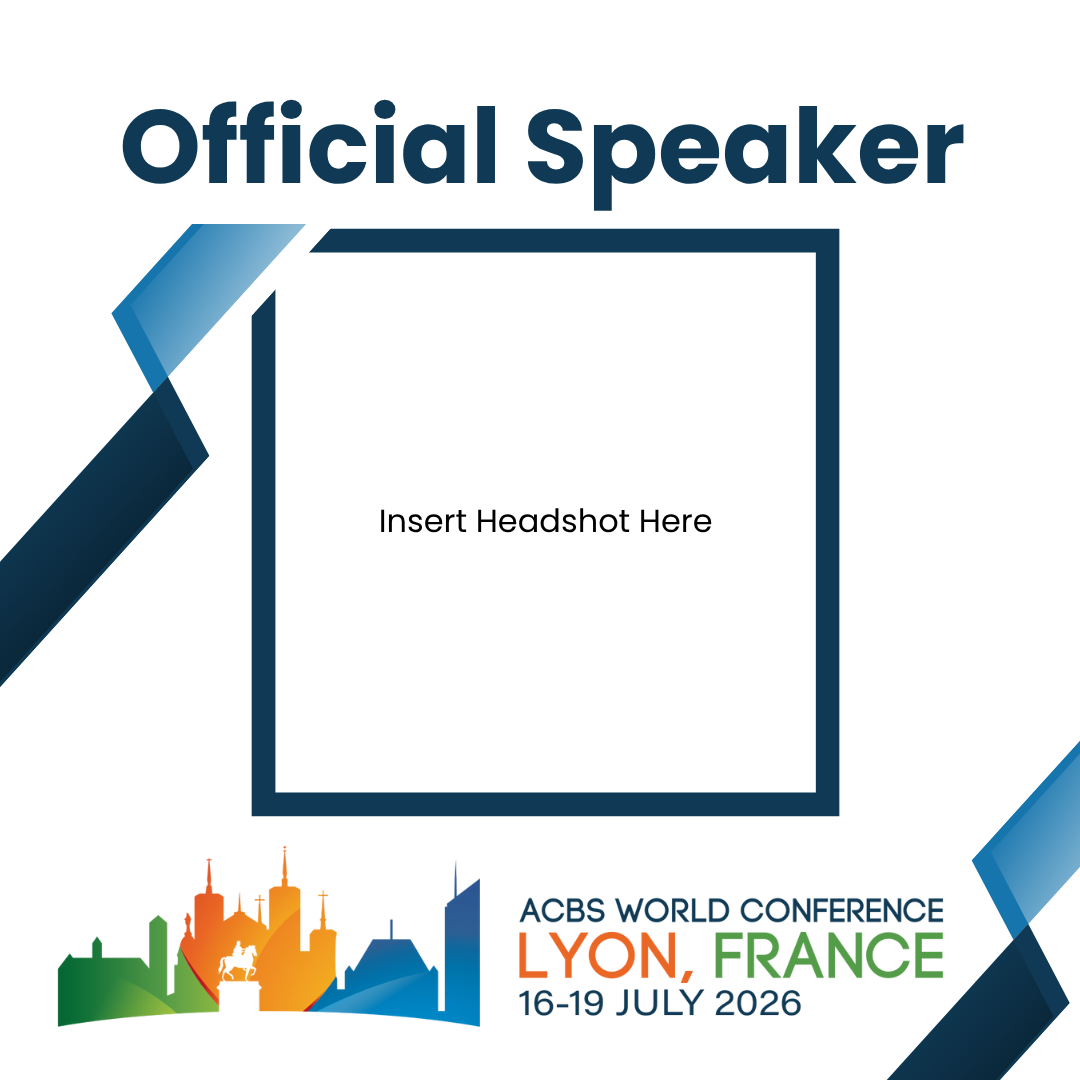 Official Speaker
Insert Headshot Here
ACBS WORLD CONFERENCE
LYON, FRANCE
16-19 JULY 2026